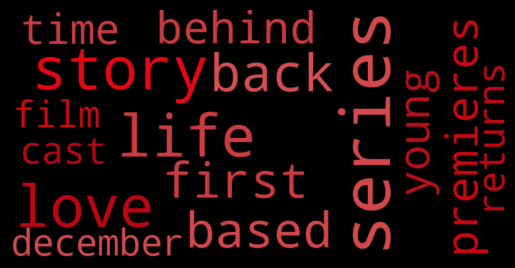 time behind
story back
film life
cast first
love based
december
series
young
premieres
returns